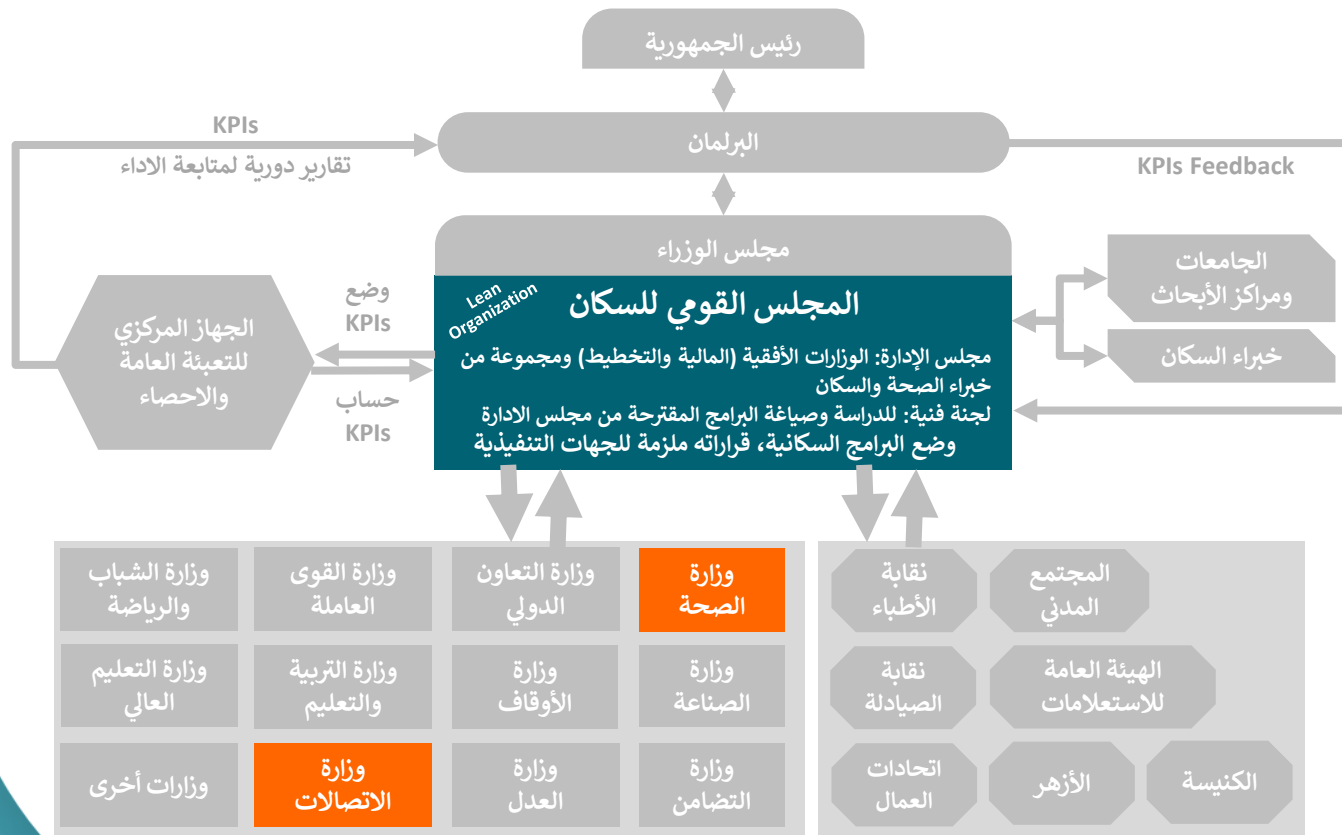 رئيس الجمهورية
KPIs
البرلمان
تقارير دورية لمتابعة الاداء
KPIs Feedback
مجلس الوزراء
الجامعات
ومراكز الأبحاث
خبراء السكان
Lean
Organization
المجلس القومي للسكان
مجلس الإدارة: الوزارات الأفقية (المالية والتخطيط) ومجموعة من
خبراء الصحة والسكان
لجنة فنية: للدراسة وصياغة البرامج المقترحة من مجلس الادارة
وضع البرامج السكانية، قراراته ملزمة للجهات التنفيذية
وضع
KPIs
حساب
KPIs
الجهاز المركزي
للتعبئة العامة
والاحصاء
المجتمع
المدني
نقابة
الأطباء
وزارة
الصحة
وزارة التعاون
الدولي
وزارة القوى
العاملة
وزارة الشباب
والرياضة
الهيئة العامة
للاستعلامات
نقابة
الصيادلة
وزارة
الصناعة
وزارة
الأوقاف
وزارة التربية
والتعليم
وزارة التعليم
العالي
الكنيسة
الأزهر
اتحادات
العمال
وزارة
التضامن
وزارة
العدل
وزارة
الاتصالات
وزارات أخرى